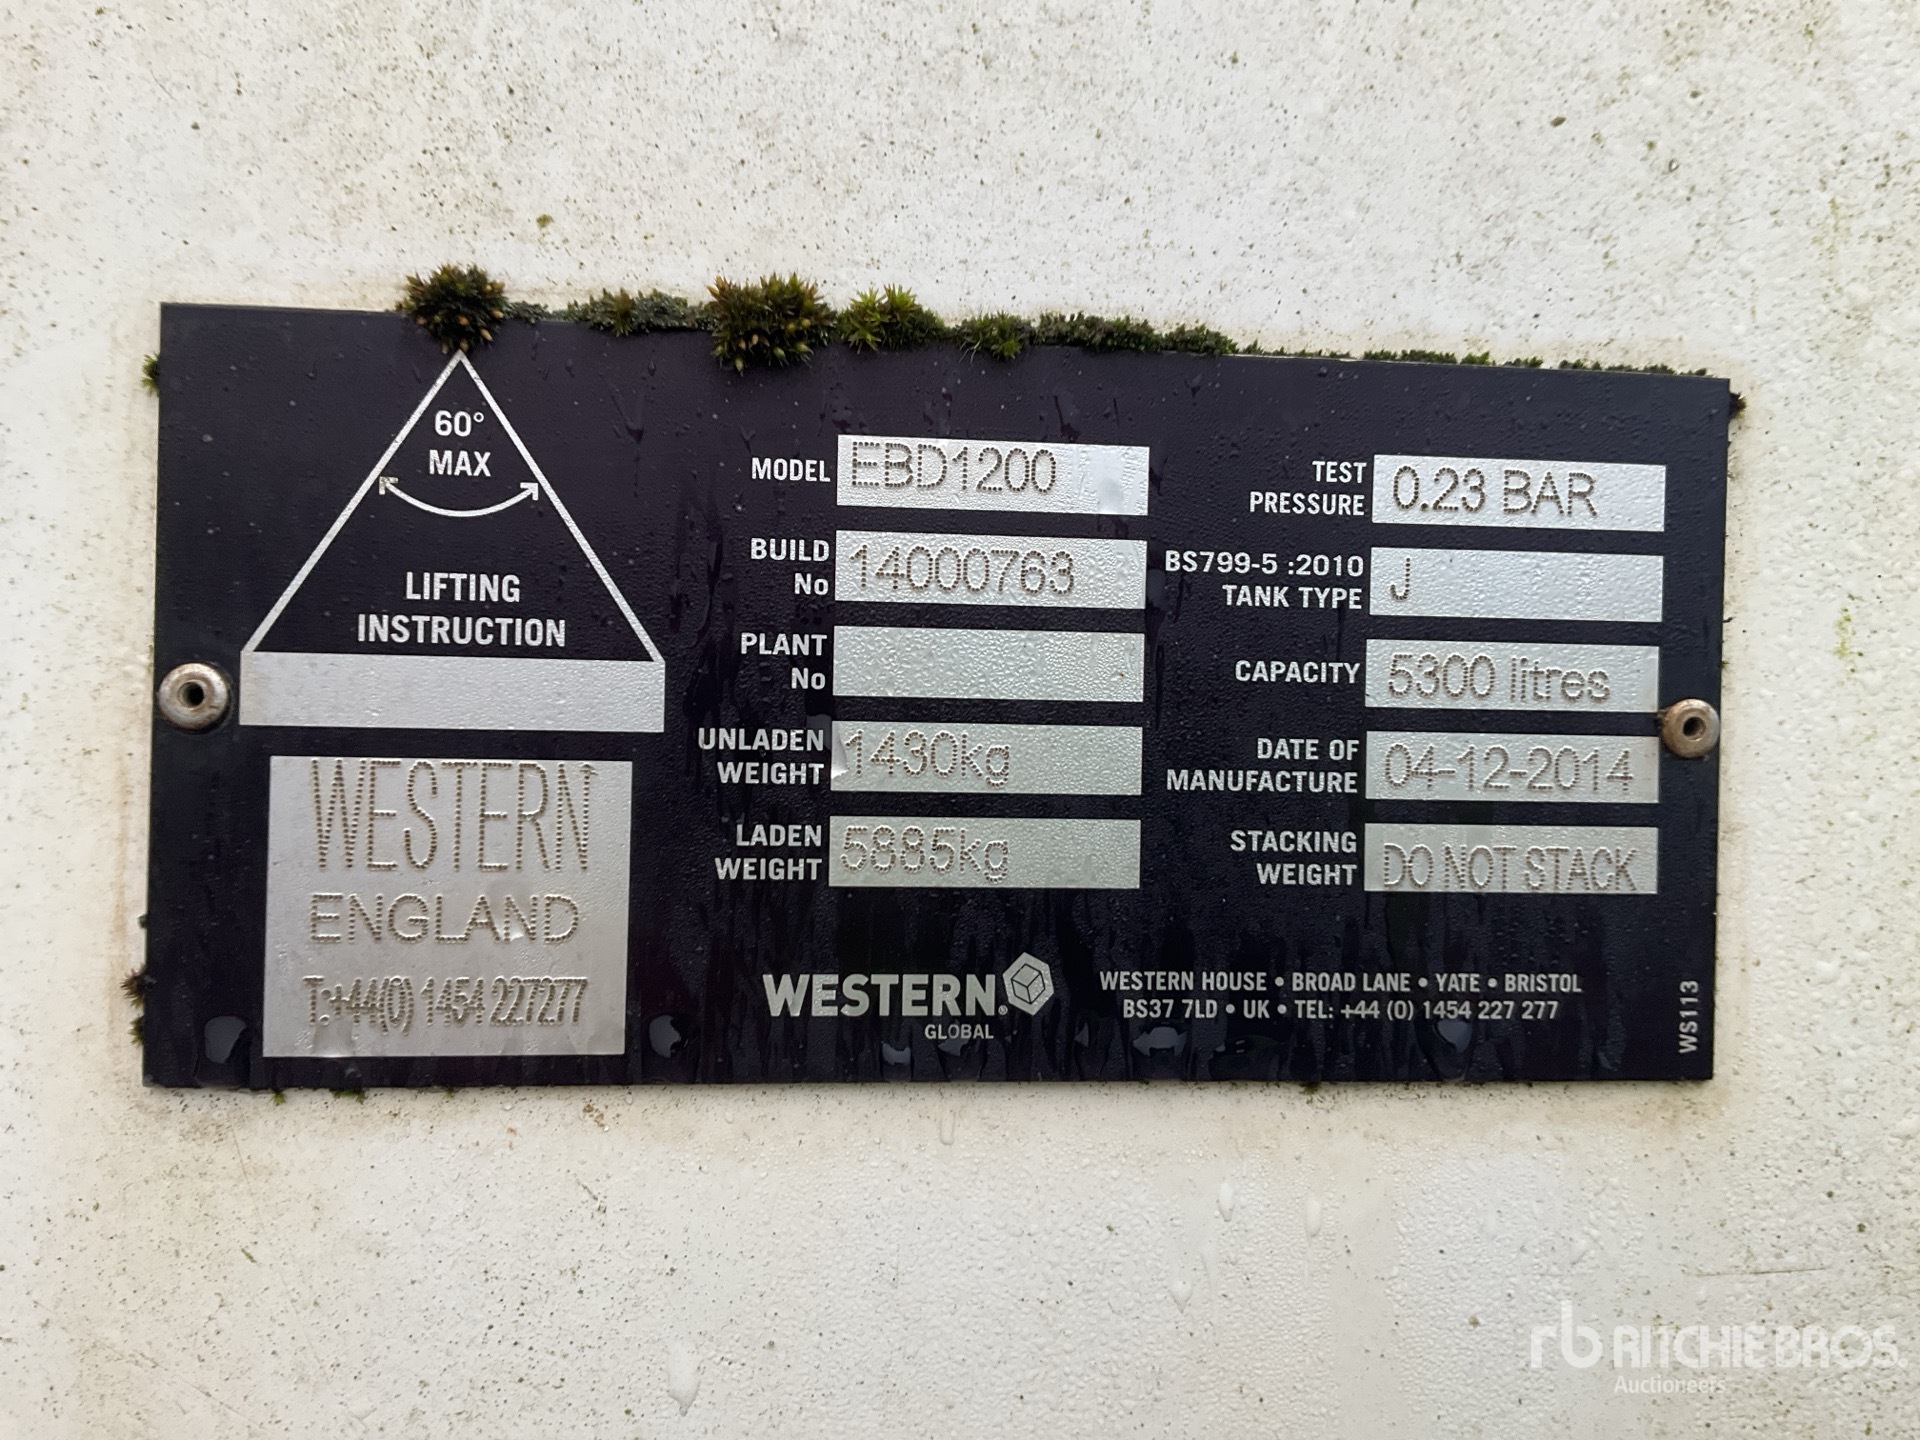 60°
MAX
LIFTING
INSTRUCTION
WESTERN
ENGLAND
T:+44(0) 1454 227277
MODEL EBD1200
BUILD
No 14000763
PLANT
No
UNLADEN
WEIGHT 1430kg
LADEN
WEIGHT 5885kg
TEST
PRESSURE 0.23 BAR
BS799-5 :2010
TANK TYPE J
CAPACITY 5300 litres
DATE OF
MANUFACTURE 04-12-2014
STACKING
WEIGHT DO NOT STACK
WESTERN®
GLOBAL
WESTERN HOUSE • BROAD LANE • YATE • BRISTOL
BS37 7LD • UK • TEL: +44 (0) 1454 227 277
WS113
rb RITCHIE BROS.
Auctioneers